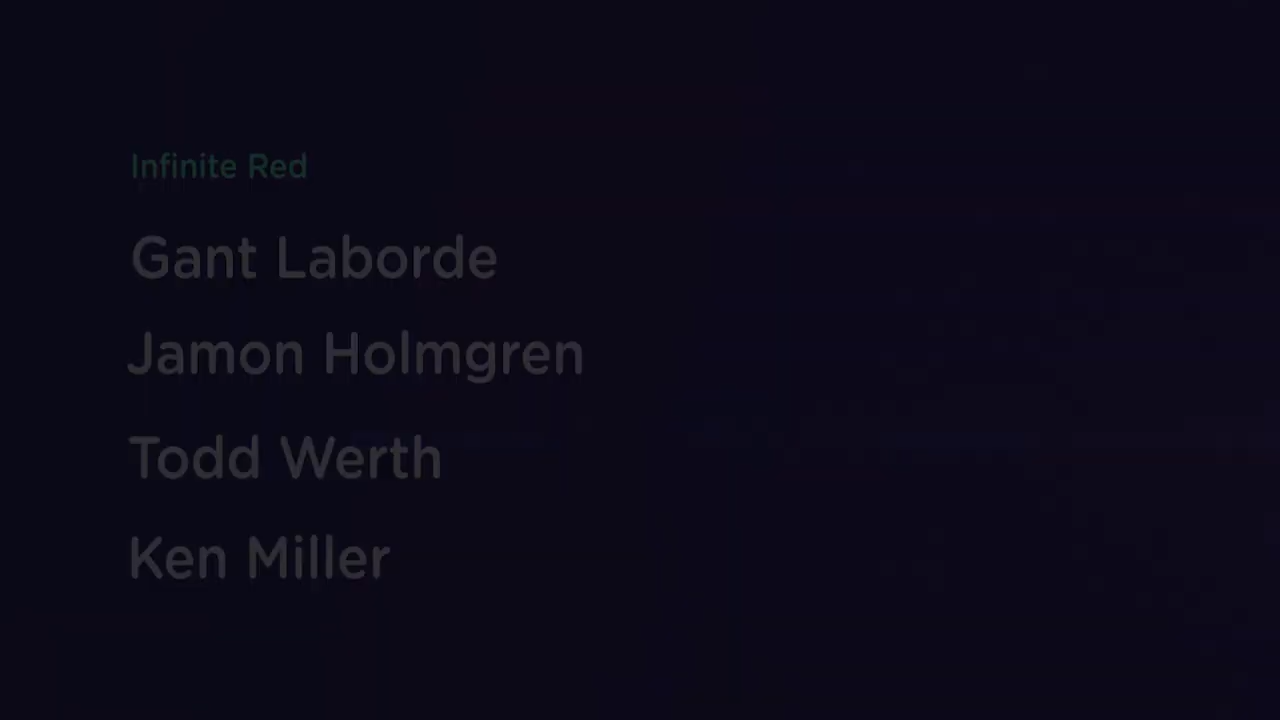 Infinite Red
Gant Laborde
Jamon Holmgren
Todd Werth
Ken Miller